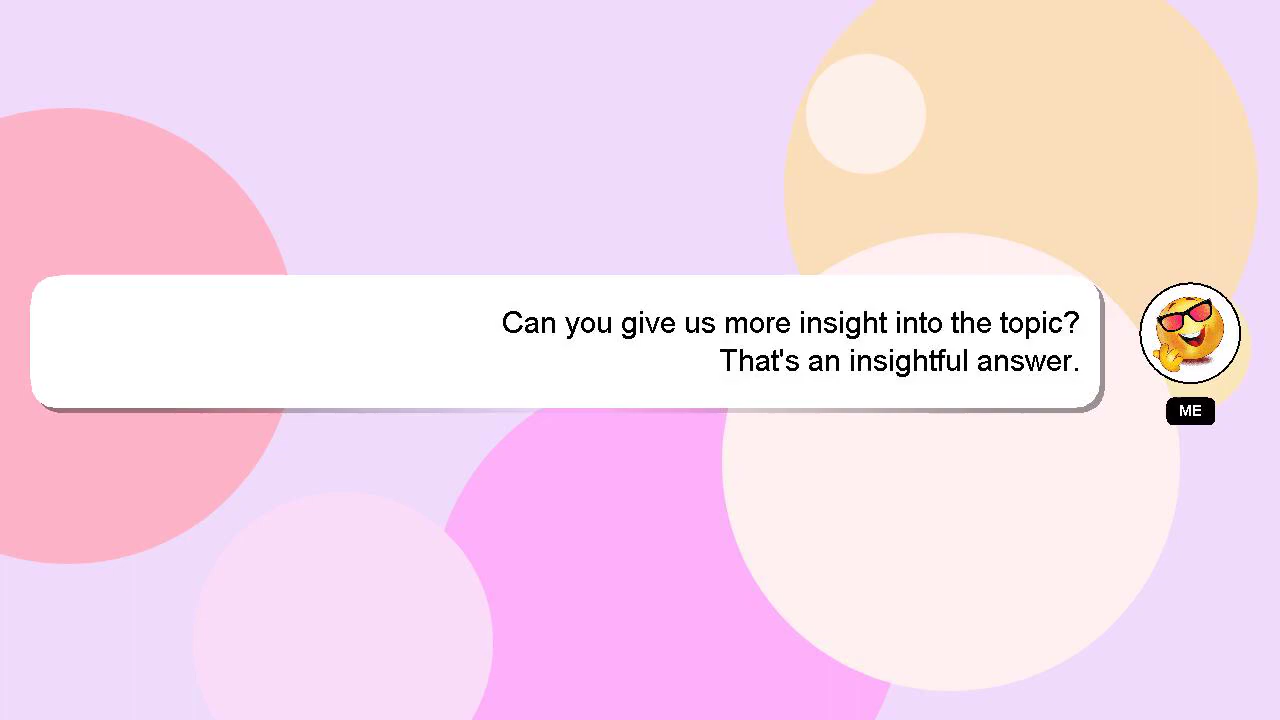 Can you give us more insight into the topic?
That's an insightful answer.
ME